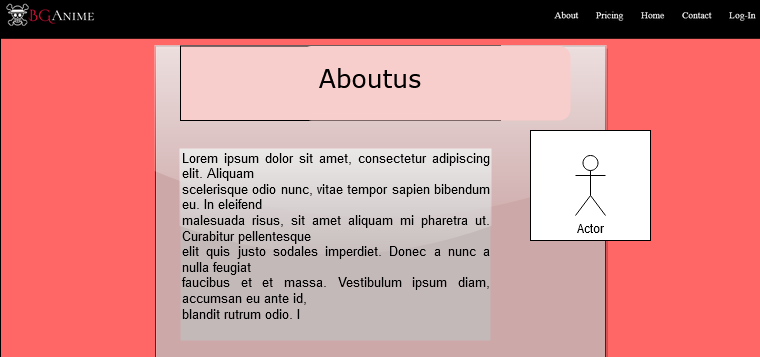 BGAnime
About Pricing Home Contact Log-In
Aboutus
Lorem ipsum dolor sit amet, consectetur adipiscing
elit. Aliquam
scelerisque odio nunc, vitae tempor sapien bibendum
eu. In eleifend
malesuada risus, sit amet aliquam mi pharetra ut.
Curabitur pellentesque
elit quis justo sodales imperdiet. Donec a nunc a
nulla feugiat
faucibus et et massa. Vestibulum ipsum diam,
accumsan eu ante id,
blandit rutrum odio. I
Actor